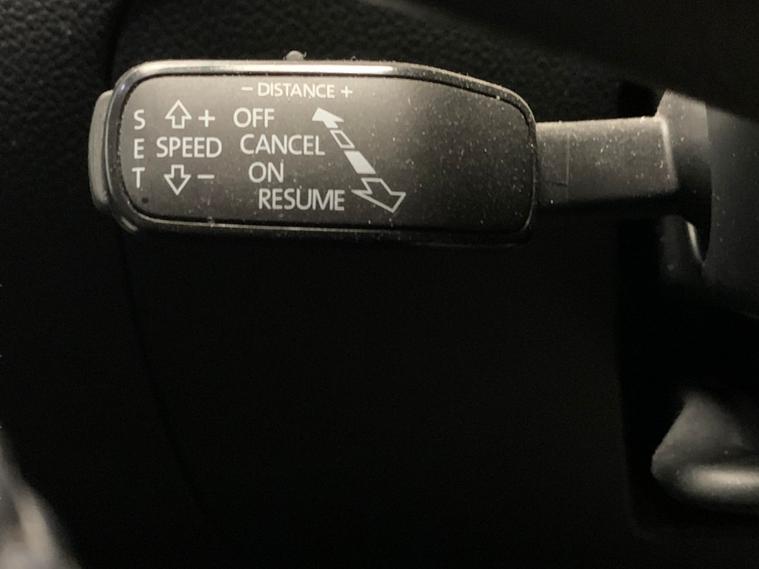 − DISTANCE +
S
E
T
+
SPEED
−
OFF
CANCEL
ON
RESUME